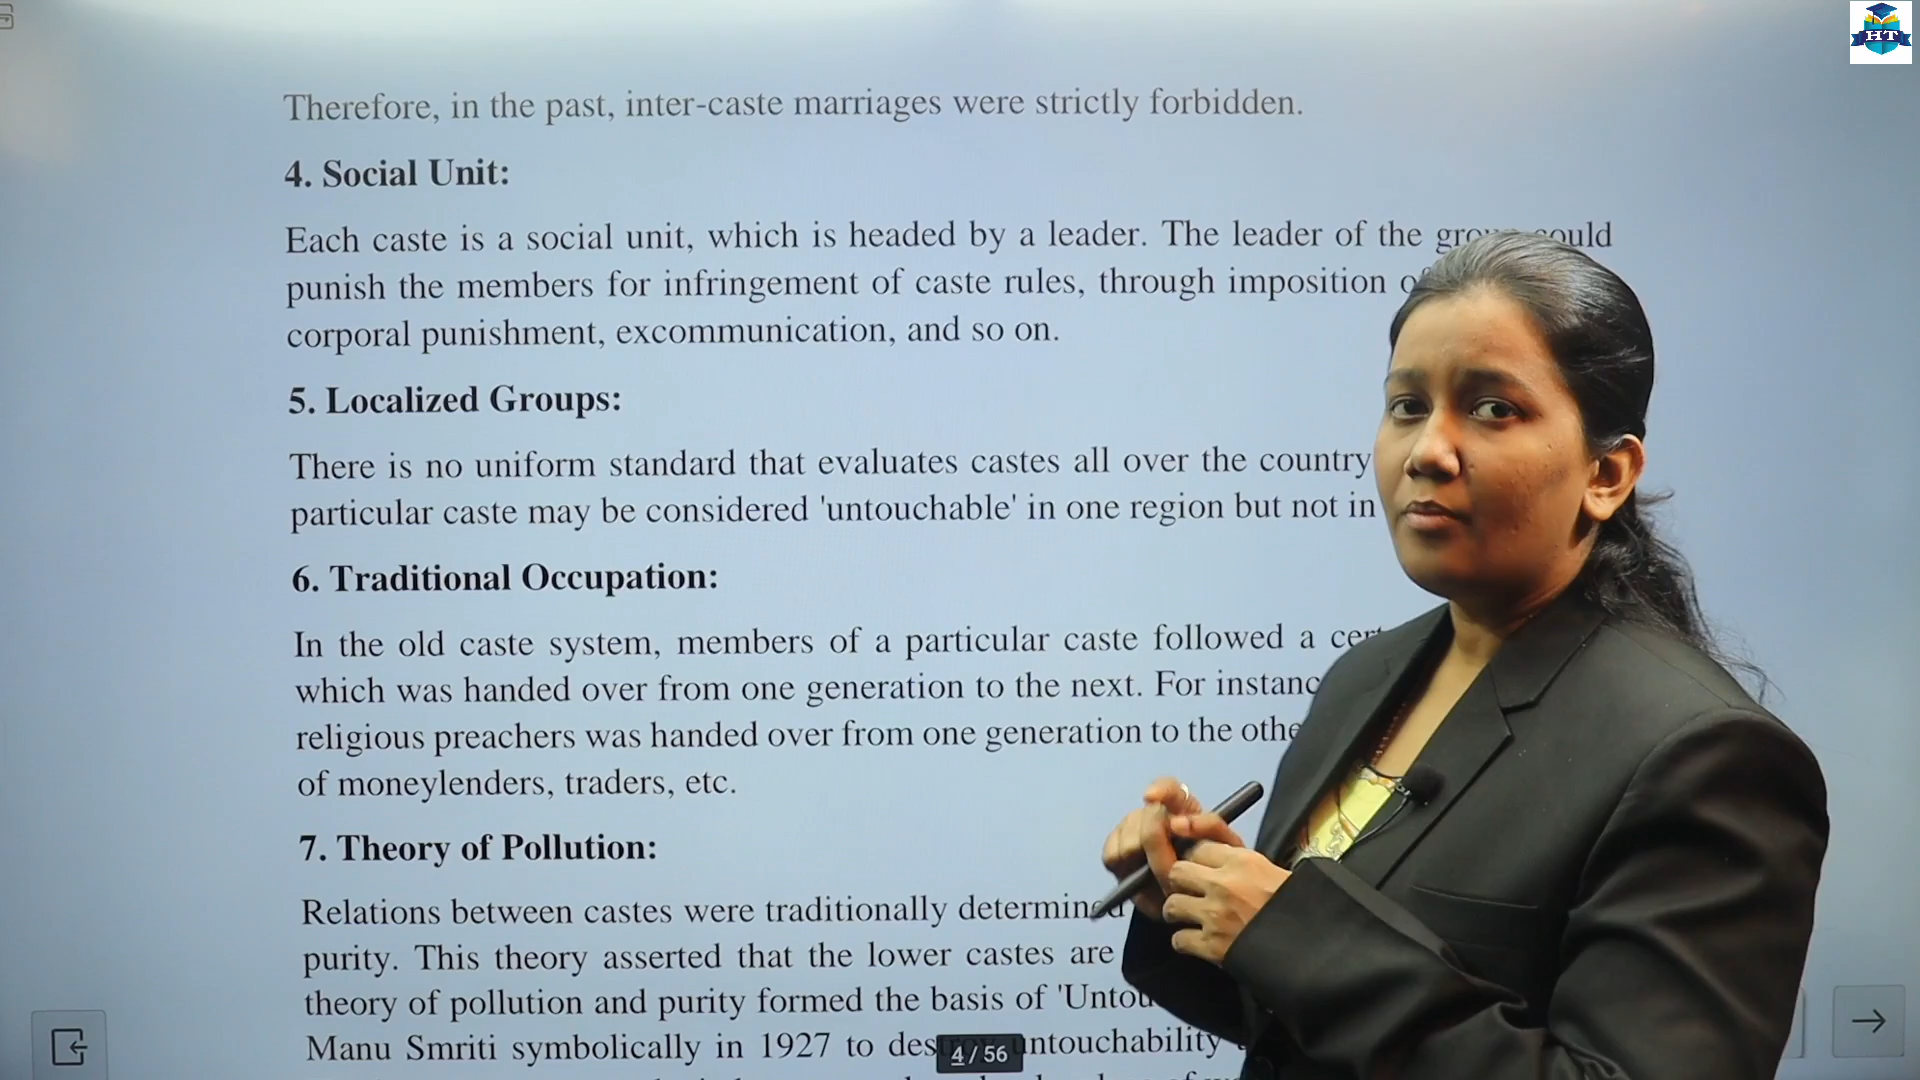 HT
Therefore, in the past, inter-caste marriages were strictly forbidden.
4. Social Unit:
Each caste is a social unit, which is headed by a leader. The leader of the group could
punish the members for infringement of caste rules, through imposition of
corporal punishment, excommunication, and so on.
5. Localized Groups:
There is no uniform standard that evaluates castes all over the country
particular caste may be considered 'untouchable' in one region but not in
6. Traditional Occupation:
In the old caste system, members of a particular caste followed a
which was handed over from one generation to the next. For
religious preachers was handed over from one generation to the
of moneylenders, traders, etc.
7. Theory of Pollution:
Relations between castes were traditionally determined
purity. This theory asserted that the lower castes are
theory of pollution and purity formed the basis of
Manu Smriti symbolically in 1927 to untouchability
4 / 56